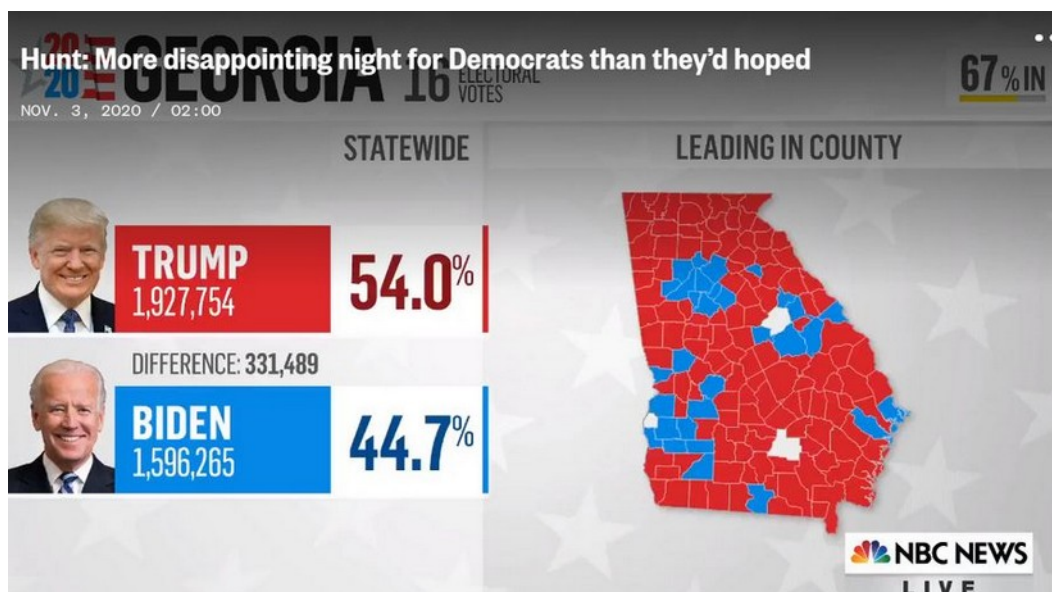 Hunt: More disappointing night for Democrats than they'd hoped
2020 GEORGIA 16 ELECTORAL VOTES
67% IN
NOV. 3, 2020 / 02:00
STATEWIDE
LEADING IN COUNTY
TRUMP
1,927,754
54.0%
DIFFERENCE: 331,489
BIDEN
1,596,265
44.7%
NBC NEWS
LIVE